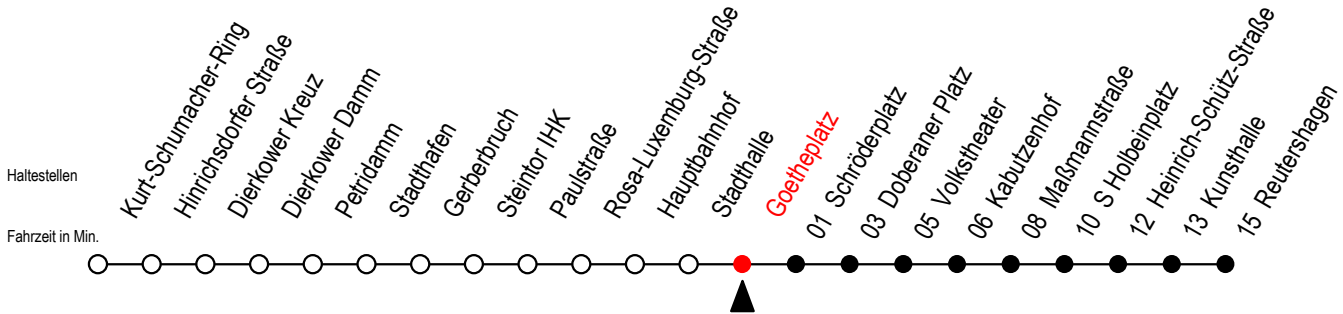 Haltestellen
Fahrzeit in Min.
Kurt-Schumacher-Ring
Hinrichsdorfer Straße
Dierkower Kreuz
Dierkower Damm
Petridamm
Stadthafen
Gerberbruch
Steintor IHK
Paulstraße
Rosa-Luxemburg-Straße
Hauptbahnhof
Stadthalle
Goetheplatz
01 Schröderplatz
03 Doberaner Platz
05 Volkstheater
06 Kabutzenhof
08 Maßmannstraße
10 S Holbeinplatz
12 Heinrich-Schütz-Straße
13 Kunsthalle
15 Reutershagen